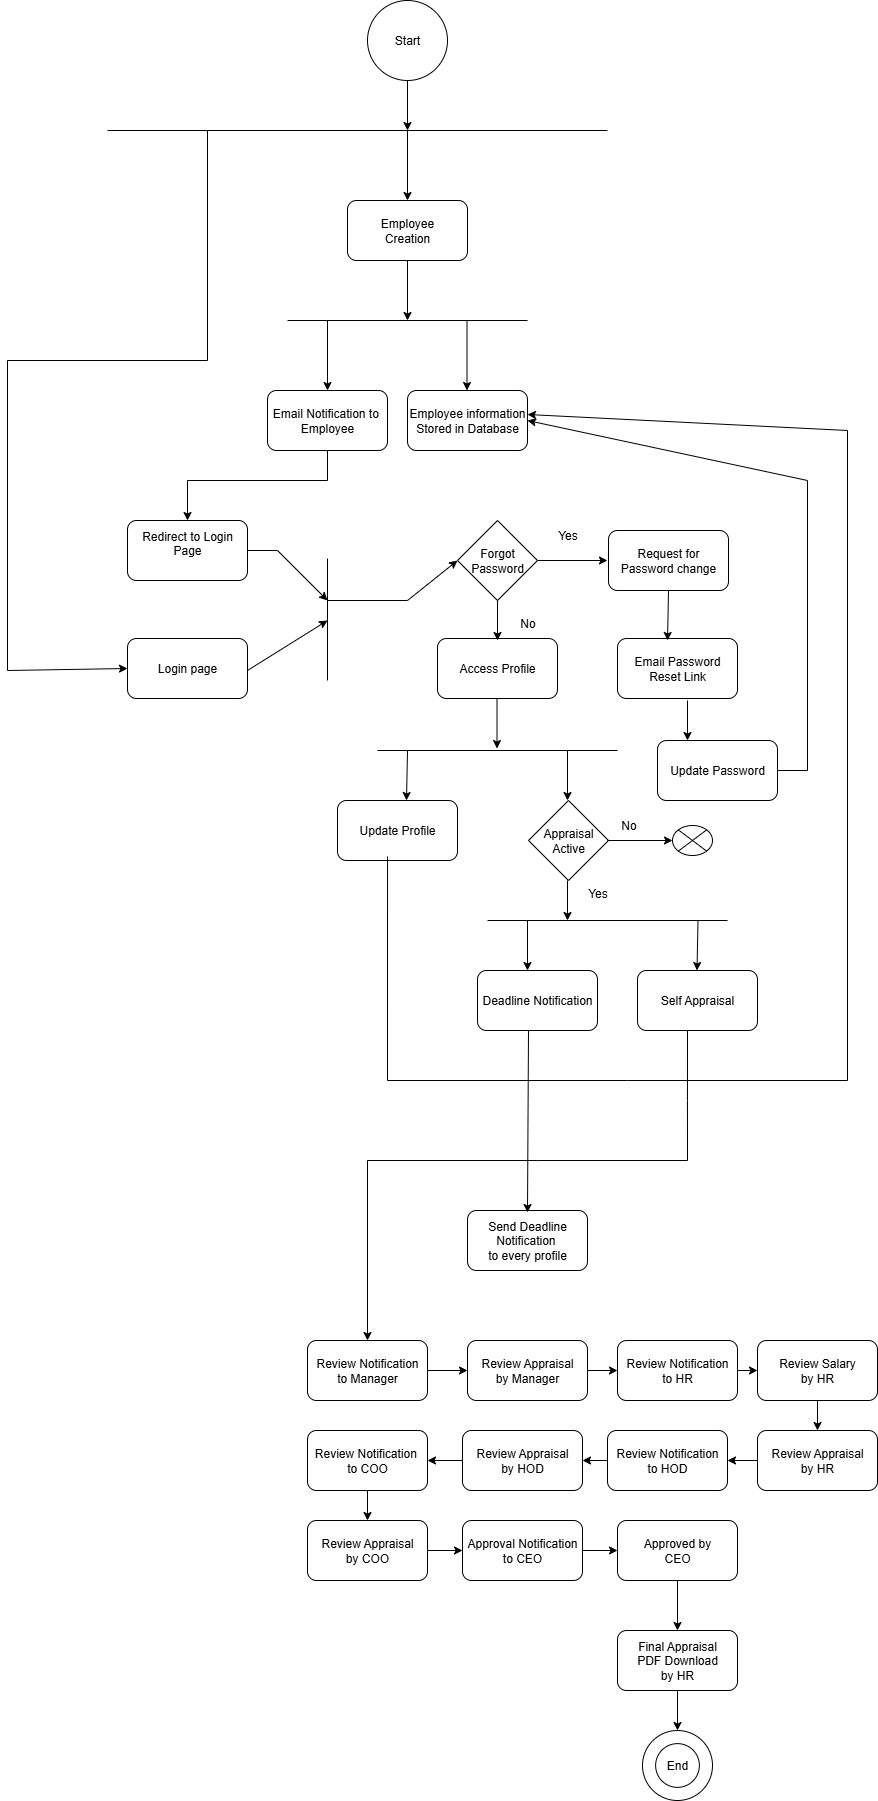 Start
Employee
Creation
Email Notification to
Employee
Employee information
Stored in Database
Redirect to Login
Page
Forgot
Password
Yes
Request for
Password change
No
Login page
Access Profile
Email Password
Reset Link
Update Password
Update Profile
Appraisal
Active
No
Yes
Deadline Notification
Self Appraisal
Send Deadline
Notification
to every profile
Review Notification
to Manager
Review Appraisal
by Manager
Review Notification
to HR
Review Salary
by HR
Review Notification
to COO
Review Appraisal
by HOD
Review Notification
to HOD
Review Appraisal
by HR
Review Appraisal
by COO
Approval Notification
to CEO
Approved by
CEO
Final Appraisal
PDF Download
by HR
End